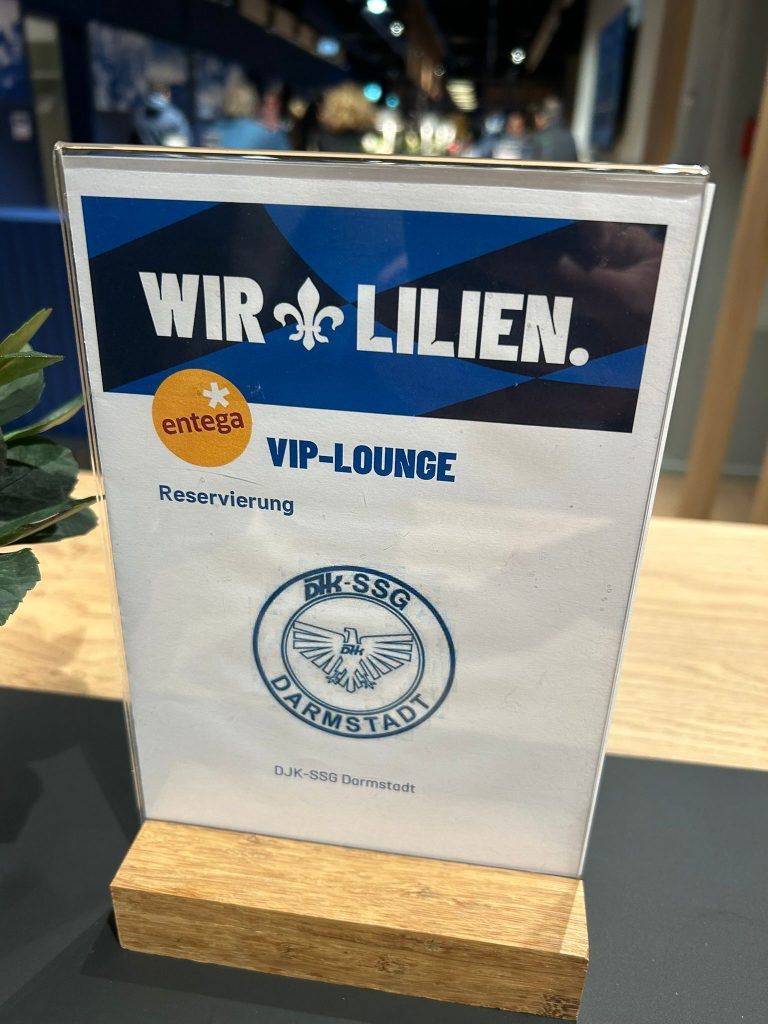 WIR LILIEN.
entega
VIP-LOUNGE
Reservierung
DJK-SSG
DJK
DARMSTADT
DJK-SSG Darmstadt